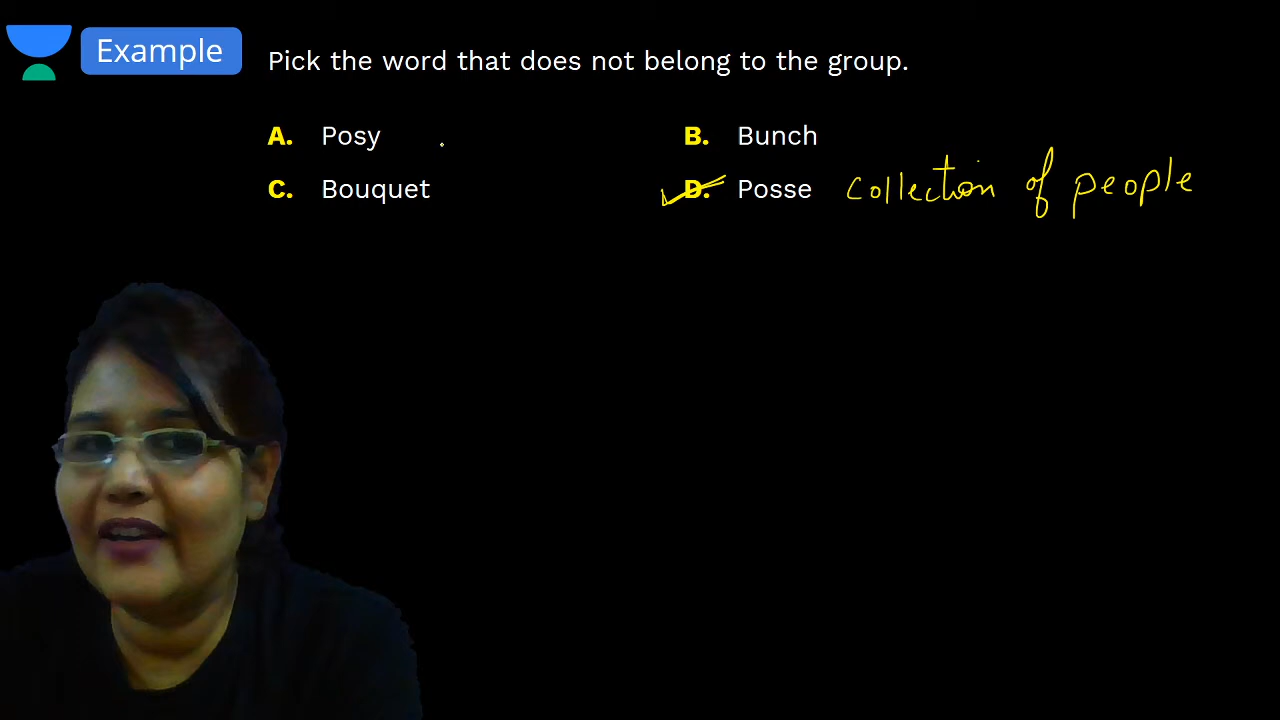 Example Pick the word that does not belong to the group.
A. Posy B. Bunch
C. Bouquet D. Posse collection of people